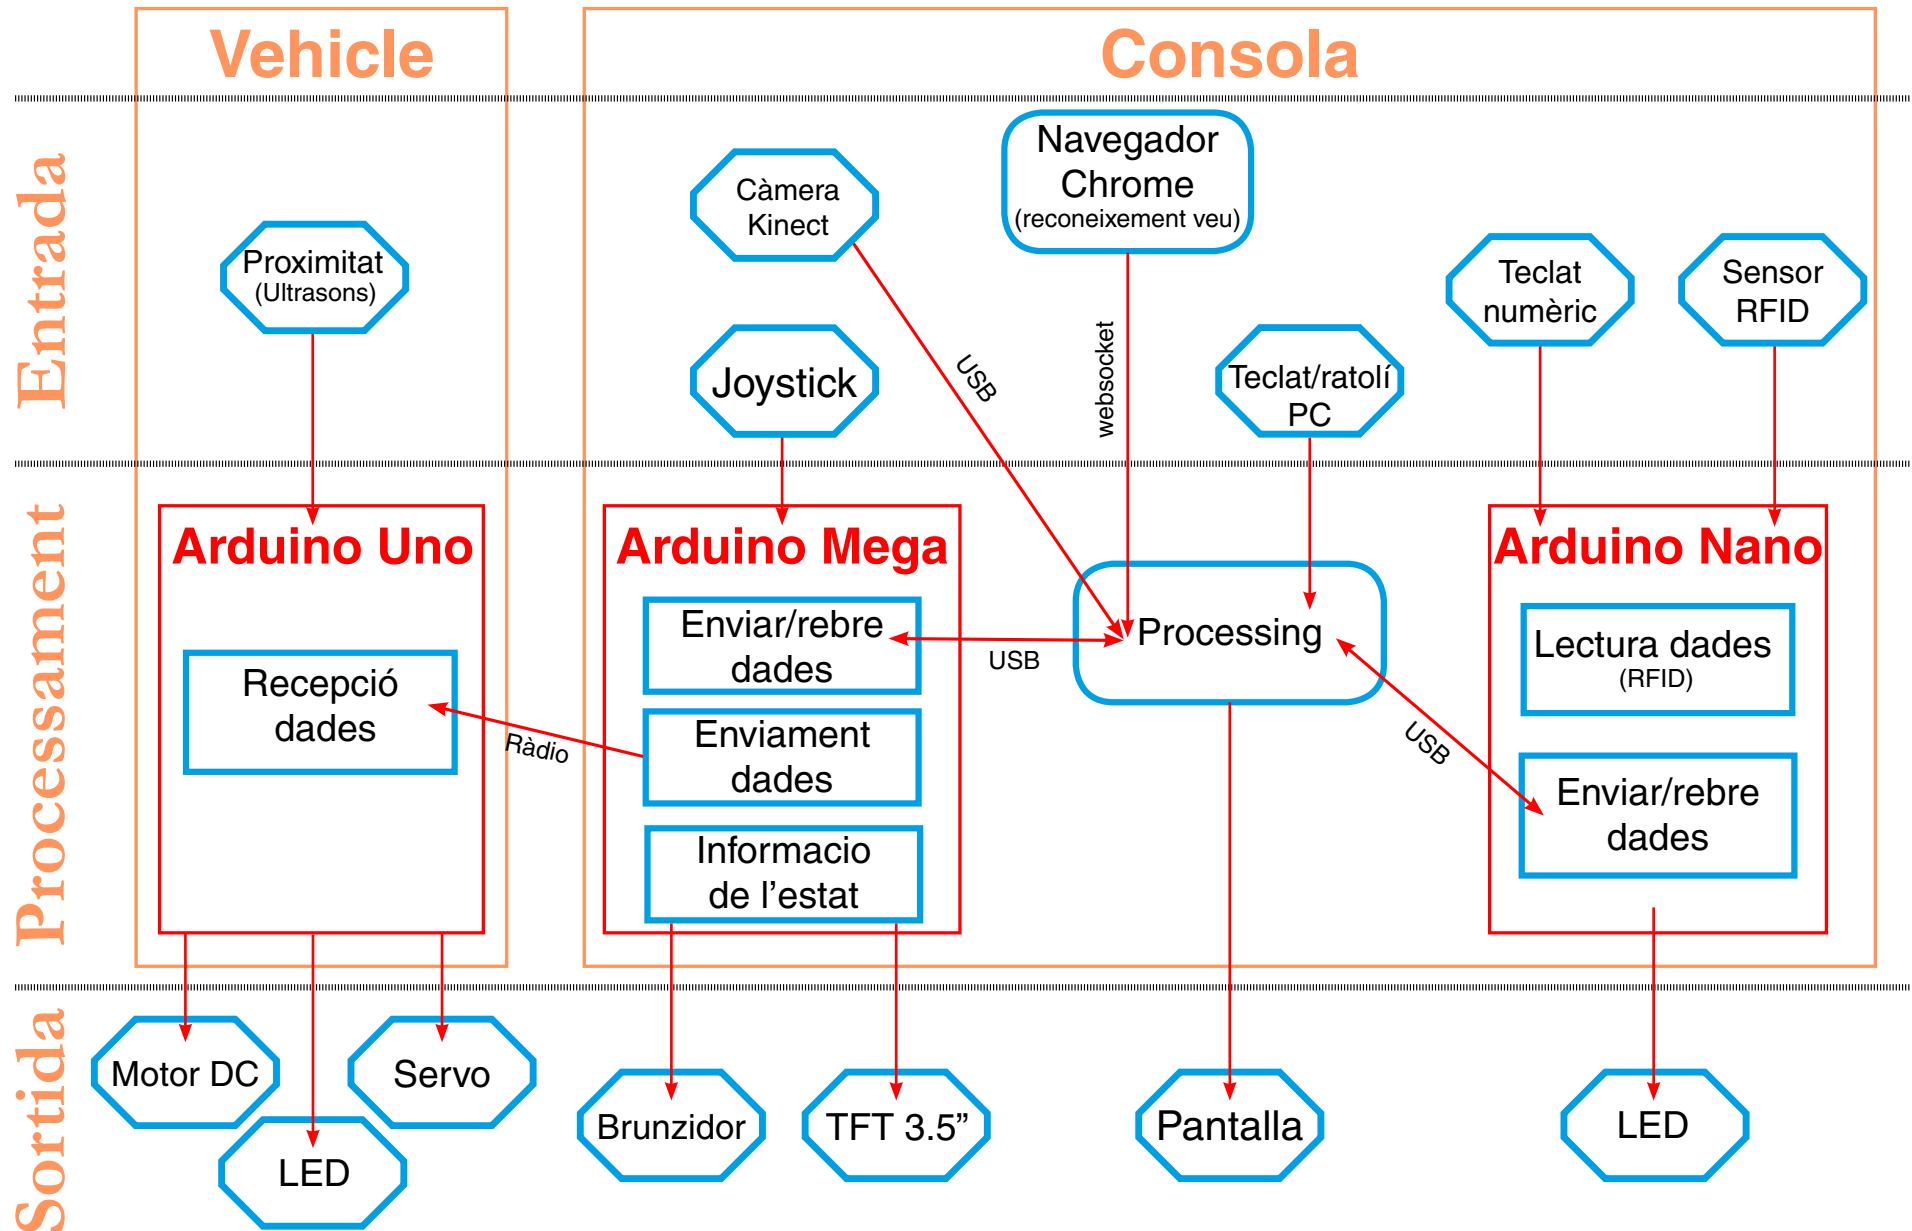 Vehicle
Consola
Entrada
Proximitat
(Ultrasons)
Càmera
Kinect
Navegador
Chrome
(reconeixement veu)
Joystick
Teclat/ratolí
PC
Teclat
numèric
Sensor
RFID
USB
websocket
Processament
Arduino Uno
Recepció
dades
Ràdio
Arduino Mega
Enviar/rebre
dades
Enviament
dades
Informacio
de l’estat
USB
Processing
USB
Arduino Nano
Lectura dades
(RFID)
Enviar/rebre
dades
Sortida
Motor DC
LED
Servo
Brunzidor
TFT 3.5”
Pantalla
LED